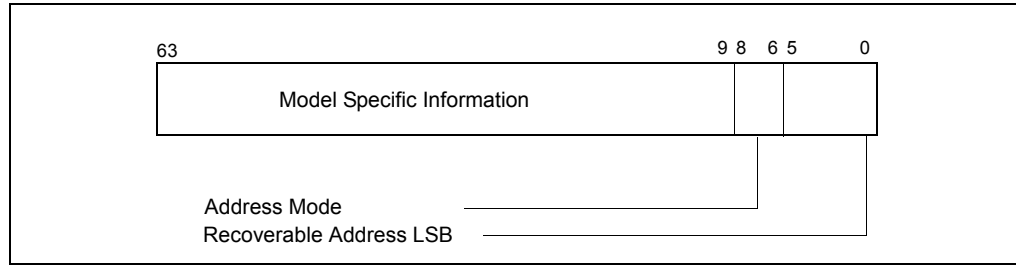 63 9 8 6 5 0
Model Specific Information
Address Mode
Recoverable Address LSB